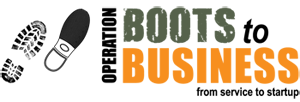 OPERATION
BOOTS to
BUSINESS
from service to startup